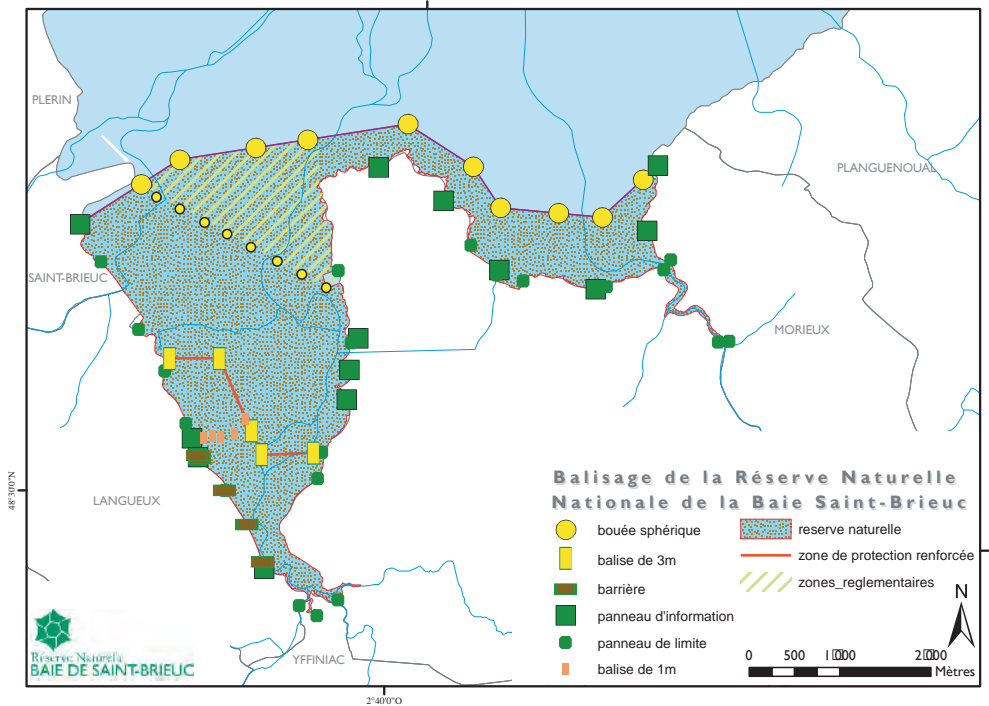 PLERIN
PLANGUENOUAL
SAINT-BRIEUC
MORIEUX
LANGUEUX
48°30'0"N
Balisage de la Réserve Naturelle
Nationale de la Baie Saint-Brieuc
bouée sphérique
balise de 3m
barrière
panneau d'information
panneau de limite
balise de 1m
reserve naturelle
zone de protection renforcée
zones_reglementaires
N
0 500
Mètres
Réserve Naturelle
BAIE DE SAINT-BRIEUC
YFFINIAC
2°40'0"O